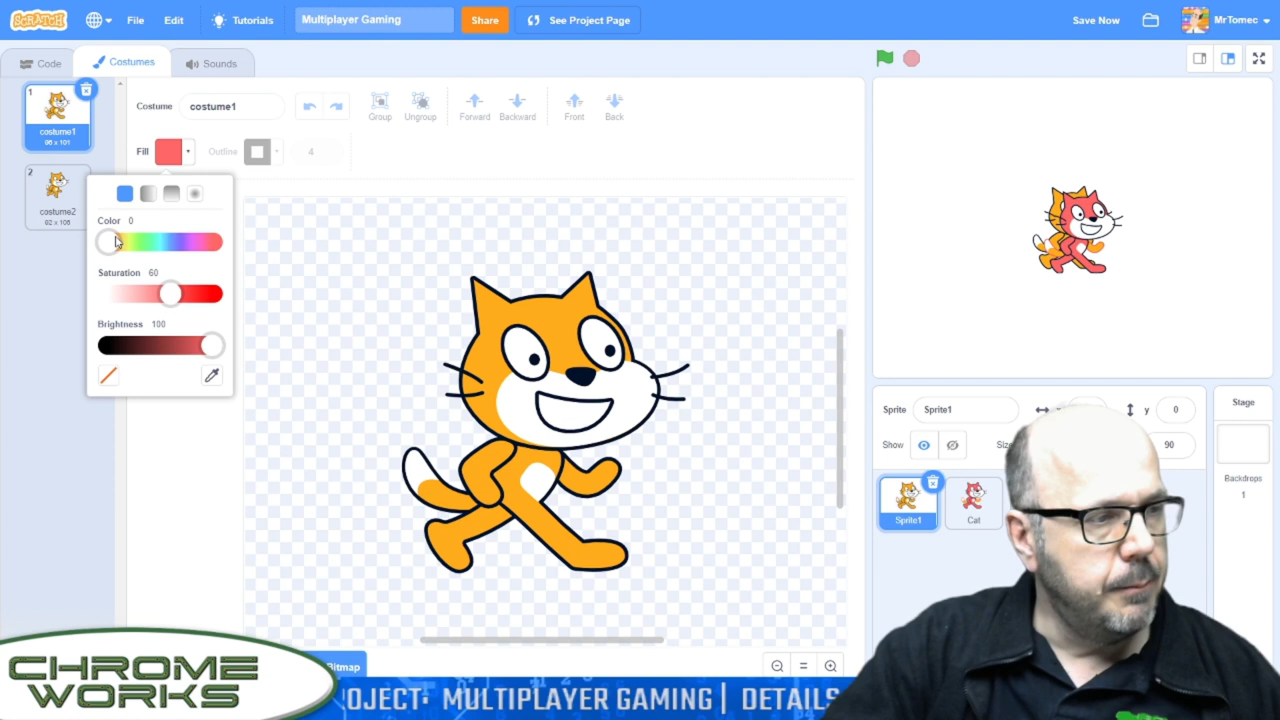 SCRATCH File Edit Tutorials Multiplayer Gaming Share See Project Page Save Now MrTomec
Code Costumes Sounds
1
costume1
96 x 101
2
costume2
92 x 106
Costume costume1 Group Ungroup Forward Backward Front Back
Fill Outline 4
Color 0
Saturation 60
Brightness 100
Bitmap
Sprite Sprite1 y 0
Show 90
Sprite1
Cat
Stage
Backdrops
1
CHROME
WORKS
OJECT: MULTIPLAYER GAMING | DETAILS